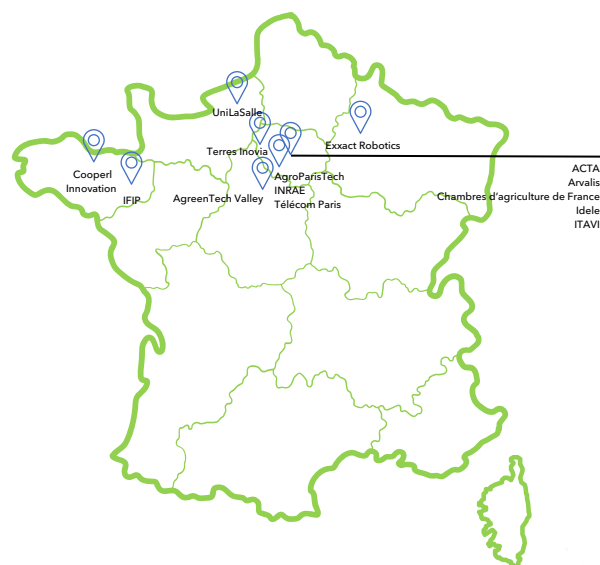 UniLaSalle
Terres Inovia
Exxact Robotics
Cooperl
Innovation
IFIP
AgreenTech Valley
AgroParisTech
INRAE
Télécom Paris
ACTA
Arvalis
Chambres d'agriculture de France
Idele
ITAVI